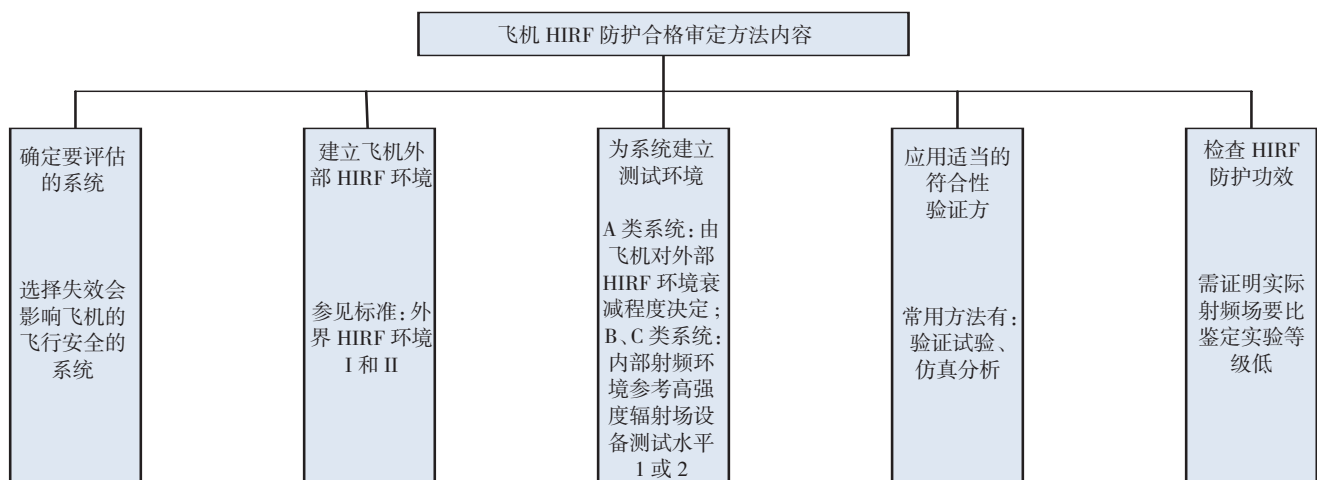 飞机 HIRF 防护合格审定方法内容
确定要评估
的系统
选择失效会
影响飞机的
飞行安全的
系统
建立飞机外
部 HIRF 环境
参见标准：外
界 HIRF 环境
I 和 II
为系统建立
测试环境
A 类系统：由
飞机对外部
HIRF 环境衰
减程度决定；
B、C 类系统：
内部射频环
境参考高强
度辐射场设
备测试水平
1 或 2
应用适当的
符合性
验证方
常用方法有：
验证试验、
仿真分析
检查 HIRF
防护功效
需证明实际
射频场要比
鉴定实验等
级低